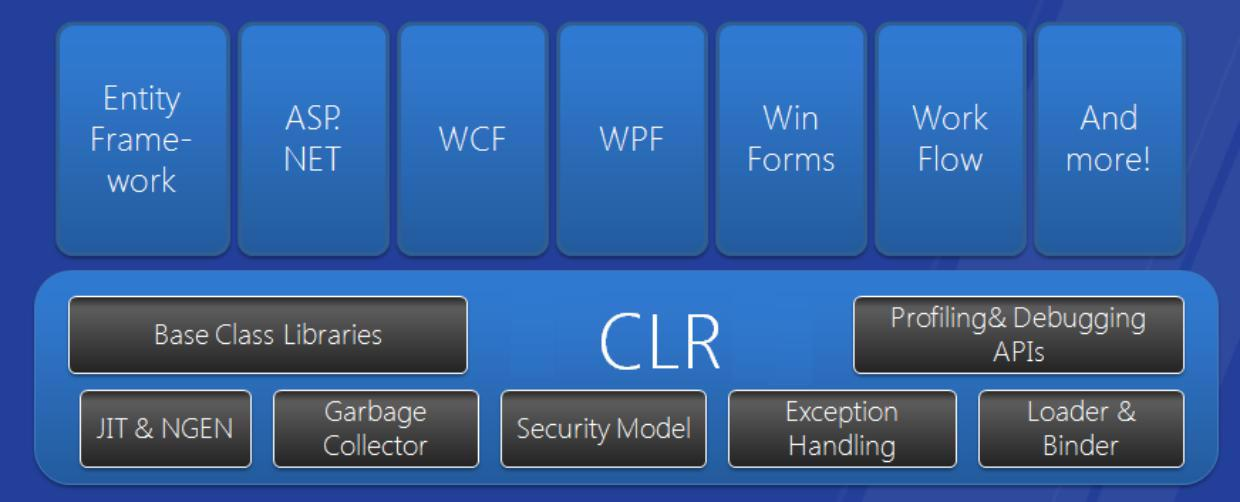 Entity
Frame-
work
ASP.
NET
WCF
WPF
Win
Forms
Work
Flow
And
more!
Base Class Libraries
CLR
Profiling& Debugging
APIs
JIT & NGEN
Garbage
Collector
Security Model
Exception
Handling
Loader &
Binder